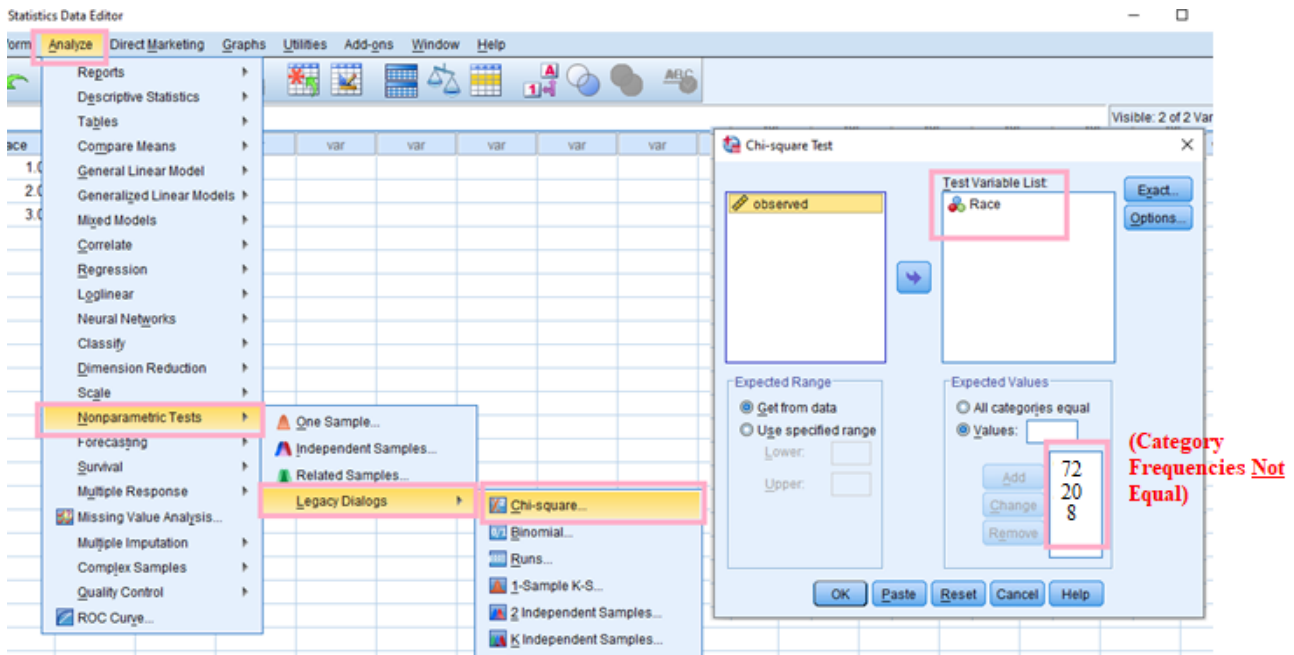 Statistics Data Editor
form Analyze Direct Marketing Graphs Utilities Add-ons Window Help
Visible: 2 of 2 Var
ace var var var var var
1.0
2.0
3.0
Reports
Descriptive Statistics
Tables
Compare Means
General Linear Model
Generalized Linear Models
Mixed Models
Correlate
Regression
Loglinear
Neural Networks
Classify
Dimension Reduction
Scale
Nonparametric Tests
Forecasting
Survival
Multiple Response
Missing Value Analysis...
Multiple Imputation
Complex Samples
Quality Control
ROC Curve...
One Sample...
Independent Samples...
Related Samples...
Legacy Dialogs
Chi-square...
Binomial...
Runs...
1-Sample K-S...
2 Independent Samples...
K Independent Samples...
Chi-square Test
observed
Test Variable List:
Race
Exact...
Options...
Expected Range
Get from data
Use specified range
Lower:
Upper:
Expected Values
All categories equal
Values:
Add
Change
Remove
72
20
8
OK Paste Reset Cancel Help
(Category
Frequencies Not
Equal)